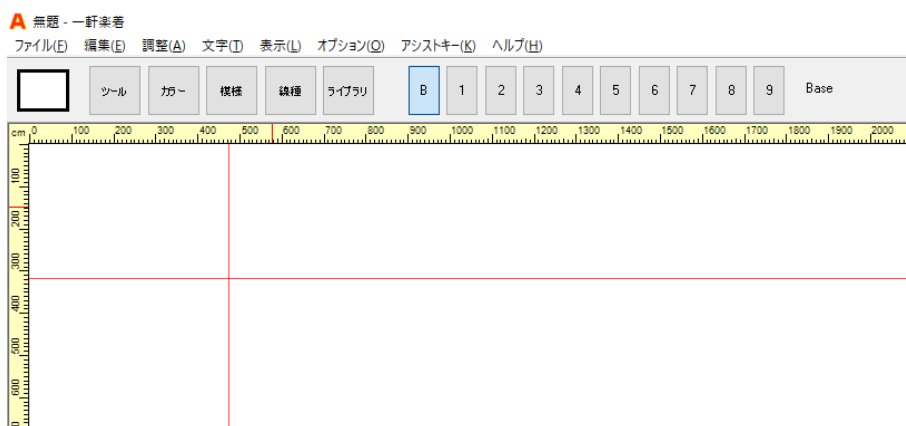 A 無題 - 一軒楽着
ファイル(F) 編集(E) 調整(A) 文字(T) 表示(L) オプション(O) アシストキー(K) ヘルプ(H)
ツール カラー 模様 線種 ライブラリ B 1 2 3 4 5 6 7 8 9 Base
cm 0 100 200 300 400 500 600 700 800 900 1000 1100 1200 1300 1400 1500 1600 1700 1800 1900 2000
100
200
300
400
500
600